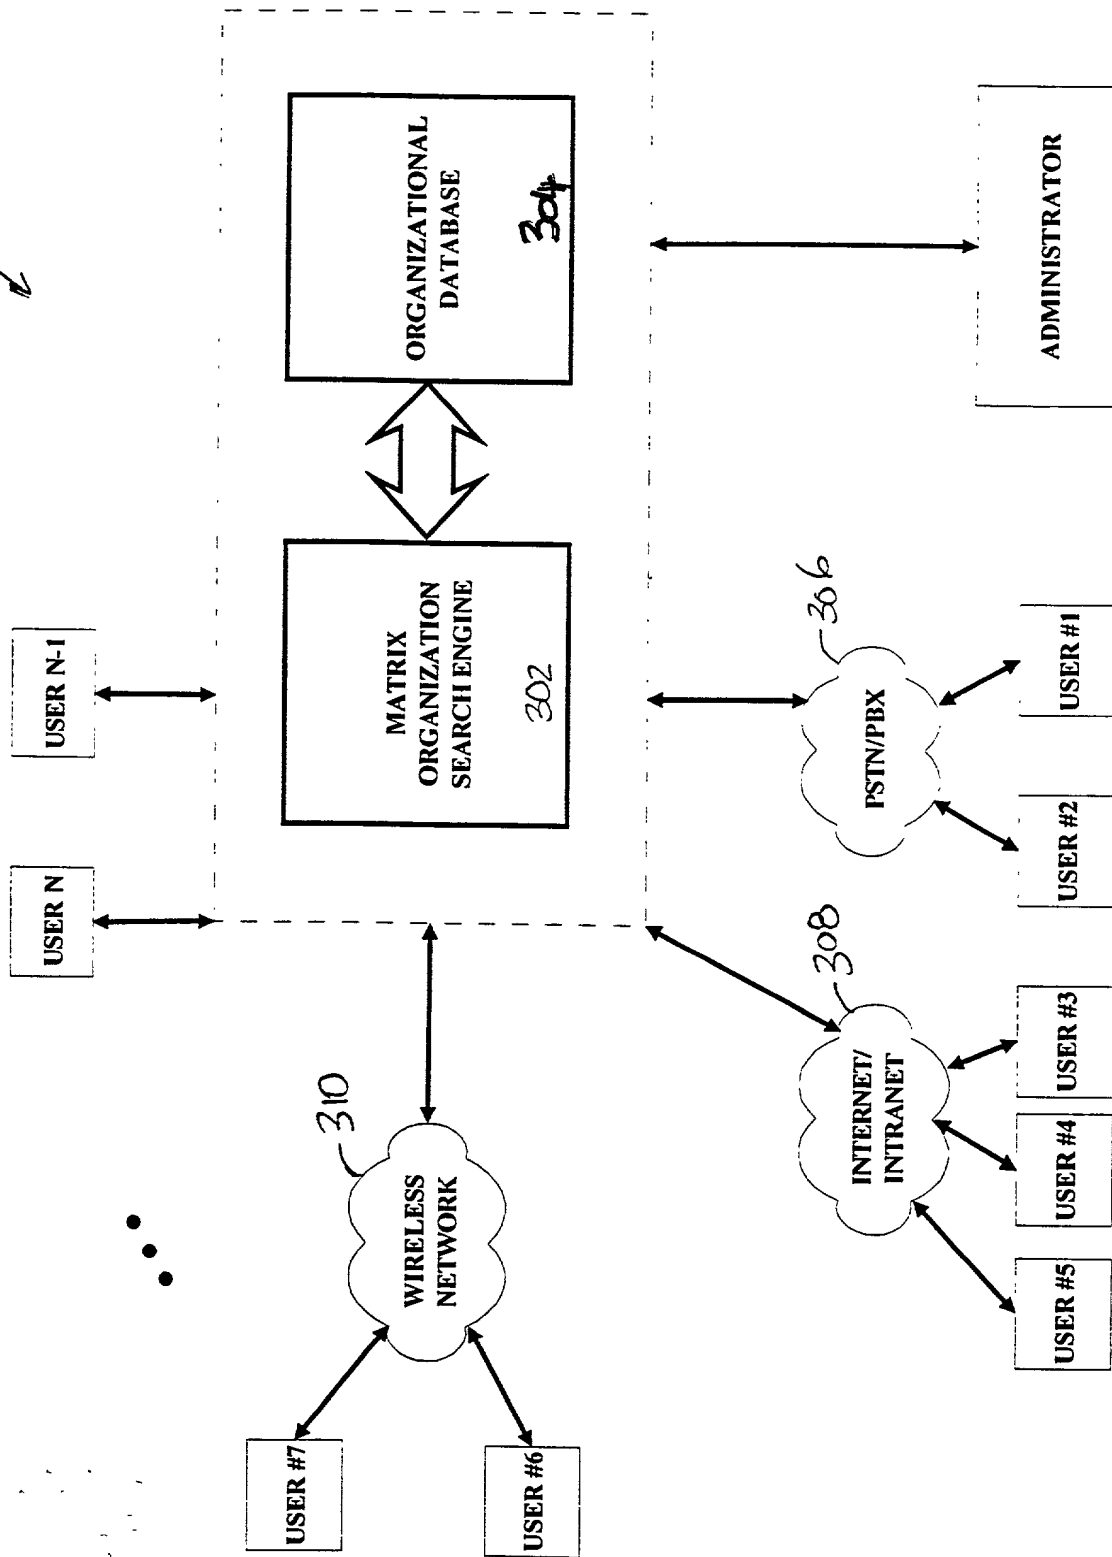 USER N
USER N-1
MATRIX
ORGANIZATION
SEARCH ENGINE
302
ORGANIZATIONAL
DATABASE
304
310
WIRELESS
NETWORK
USER #7
USER #6
308
INTERNET/
INTRANET
USER #5
USER #4
USER #3
306
PSTN/PBX
USER #2
USER #1
ADMINISTRATOR